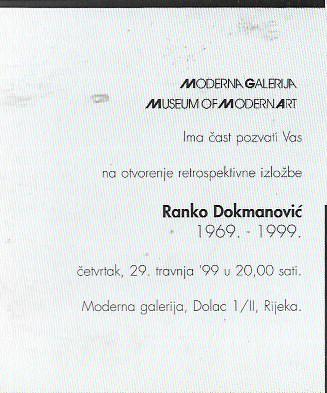 MODERNA GALERIJA
MUSEUM OF MODERN ART
Ima čast pozvati Vas
na otvorenje retrospektivne izložbe
Ranko Dokmanović
1969. - 1999.
četvrtak, 29. travnja '99 u 20,00 sati.
Moderna galerija, Dolac 1/II, Rijeka.